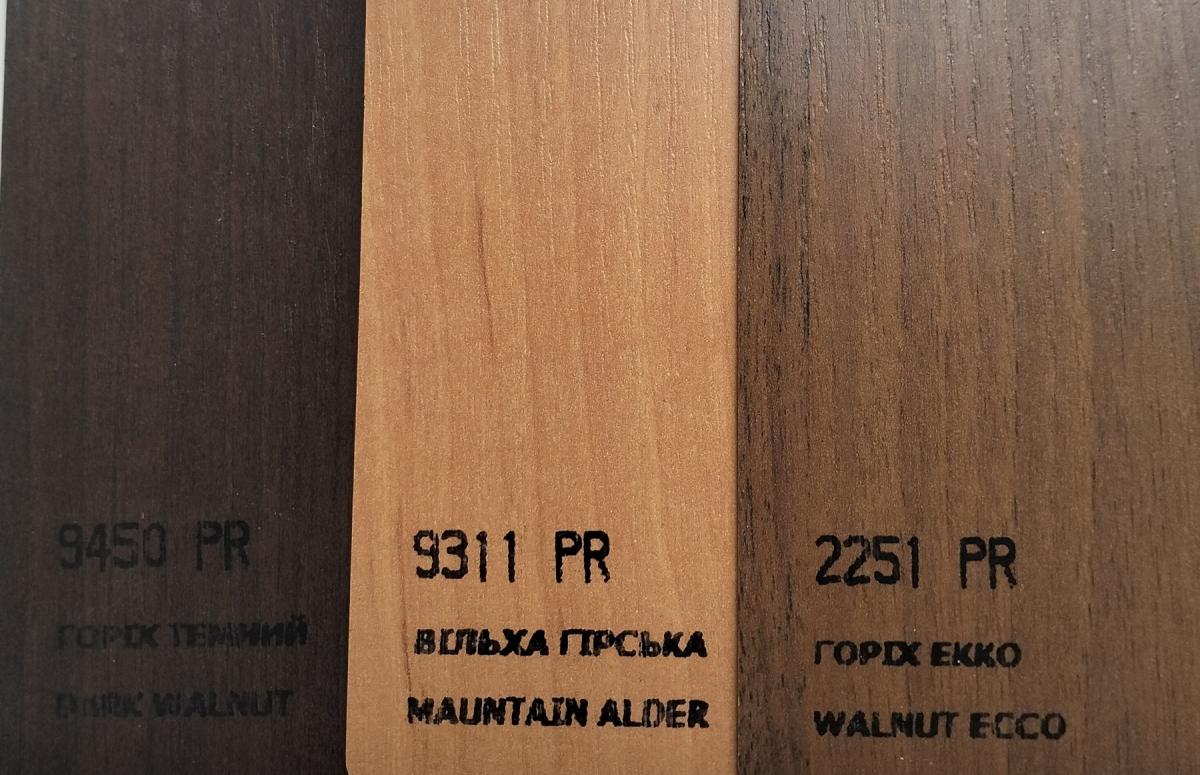 9450 PR
ГОРІХ ТЕМНИЙ
DARK WALNUT
9311 PR
ВІЛЬХА ГІРСЬКА
MAUNTAIN ALDER
2251 PR
ГОРІХ ЕККО
WALNUT ECCO